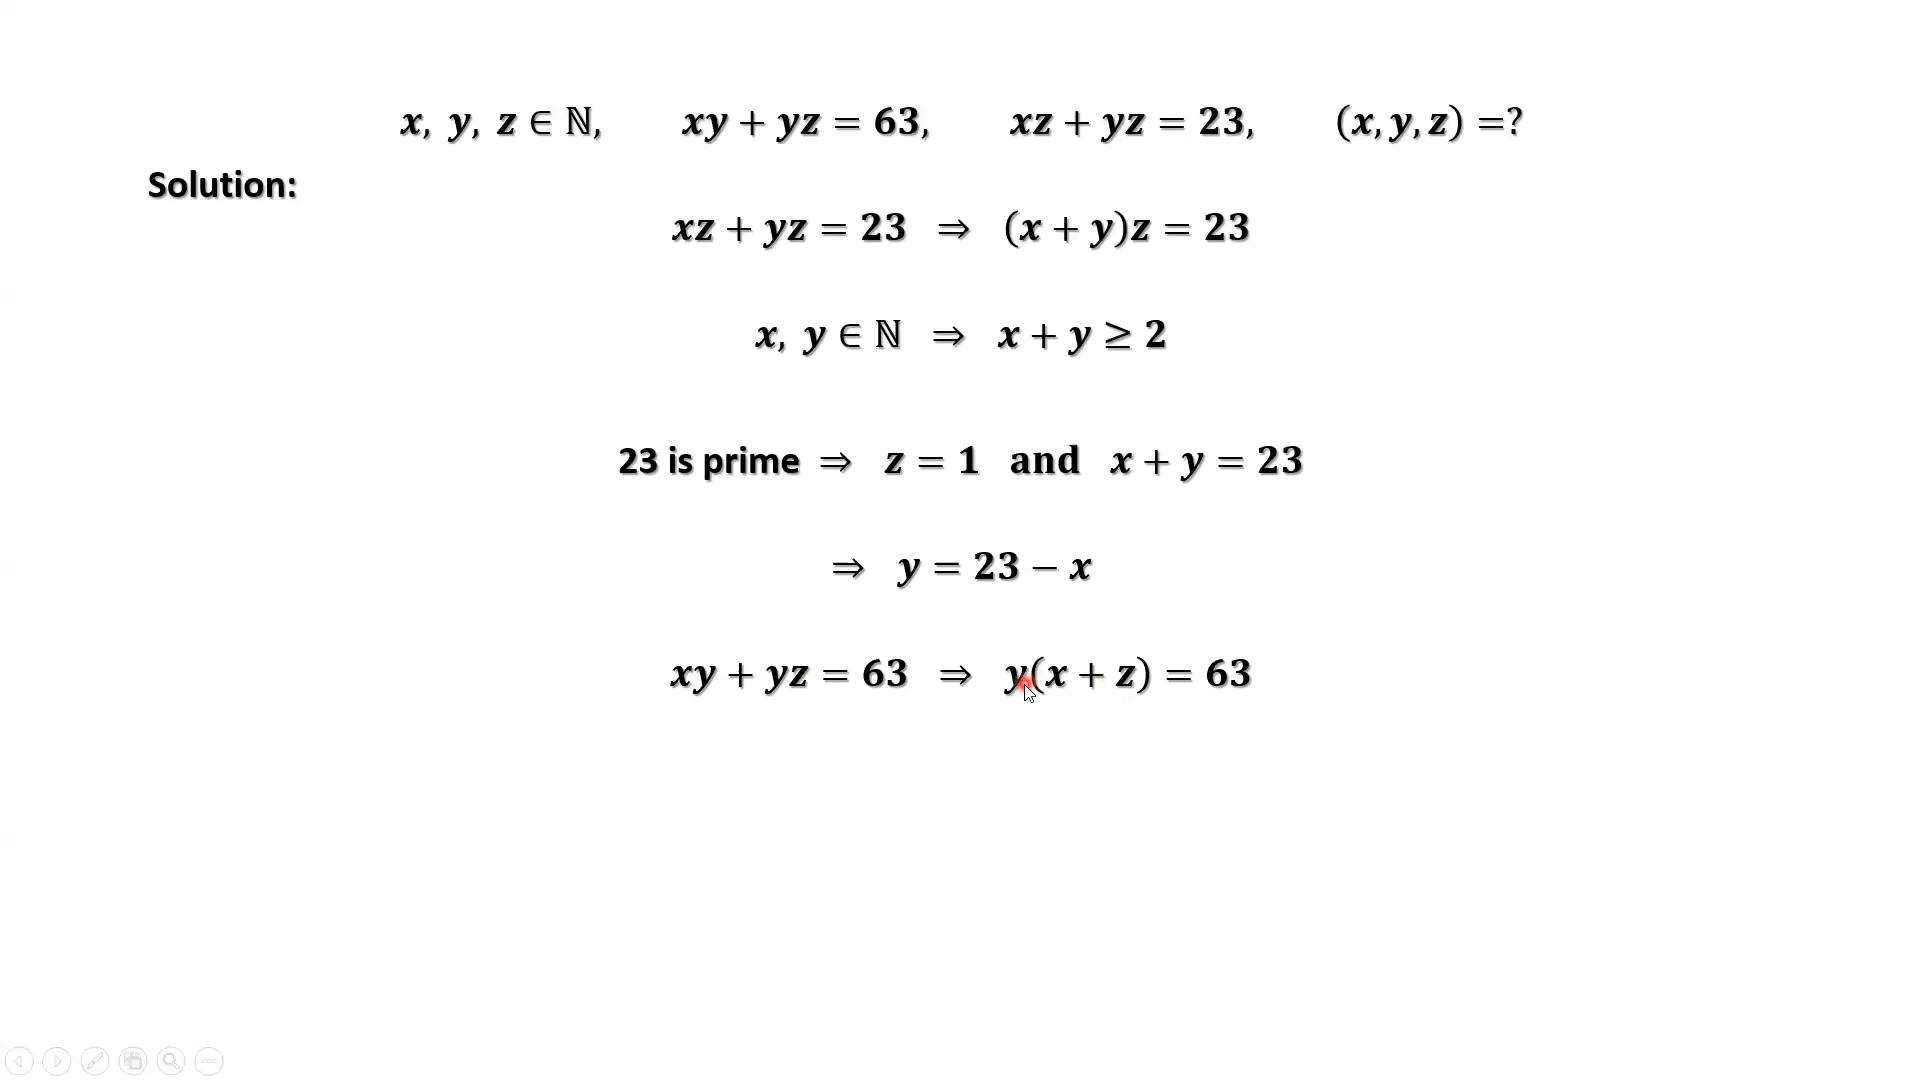 x, y, z ∈ ℕ, xy + yz = 63, xz + yz = 23, (x, y, z) =?
Solution:
xz + yz = 23 ⇒ (x + y)z = 23
x, y ∈ ℕ ⇒ x + y ≥ 2
23 is prime ⇒ z = 1 and x + y = 23
⇒ y = 23 − x
xy + yz = 63 ⇒ y(x + z) = 63